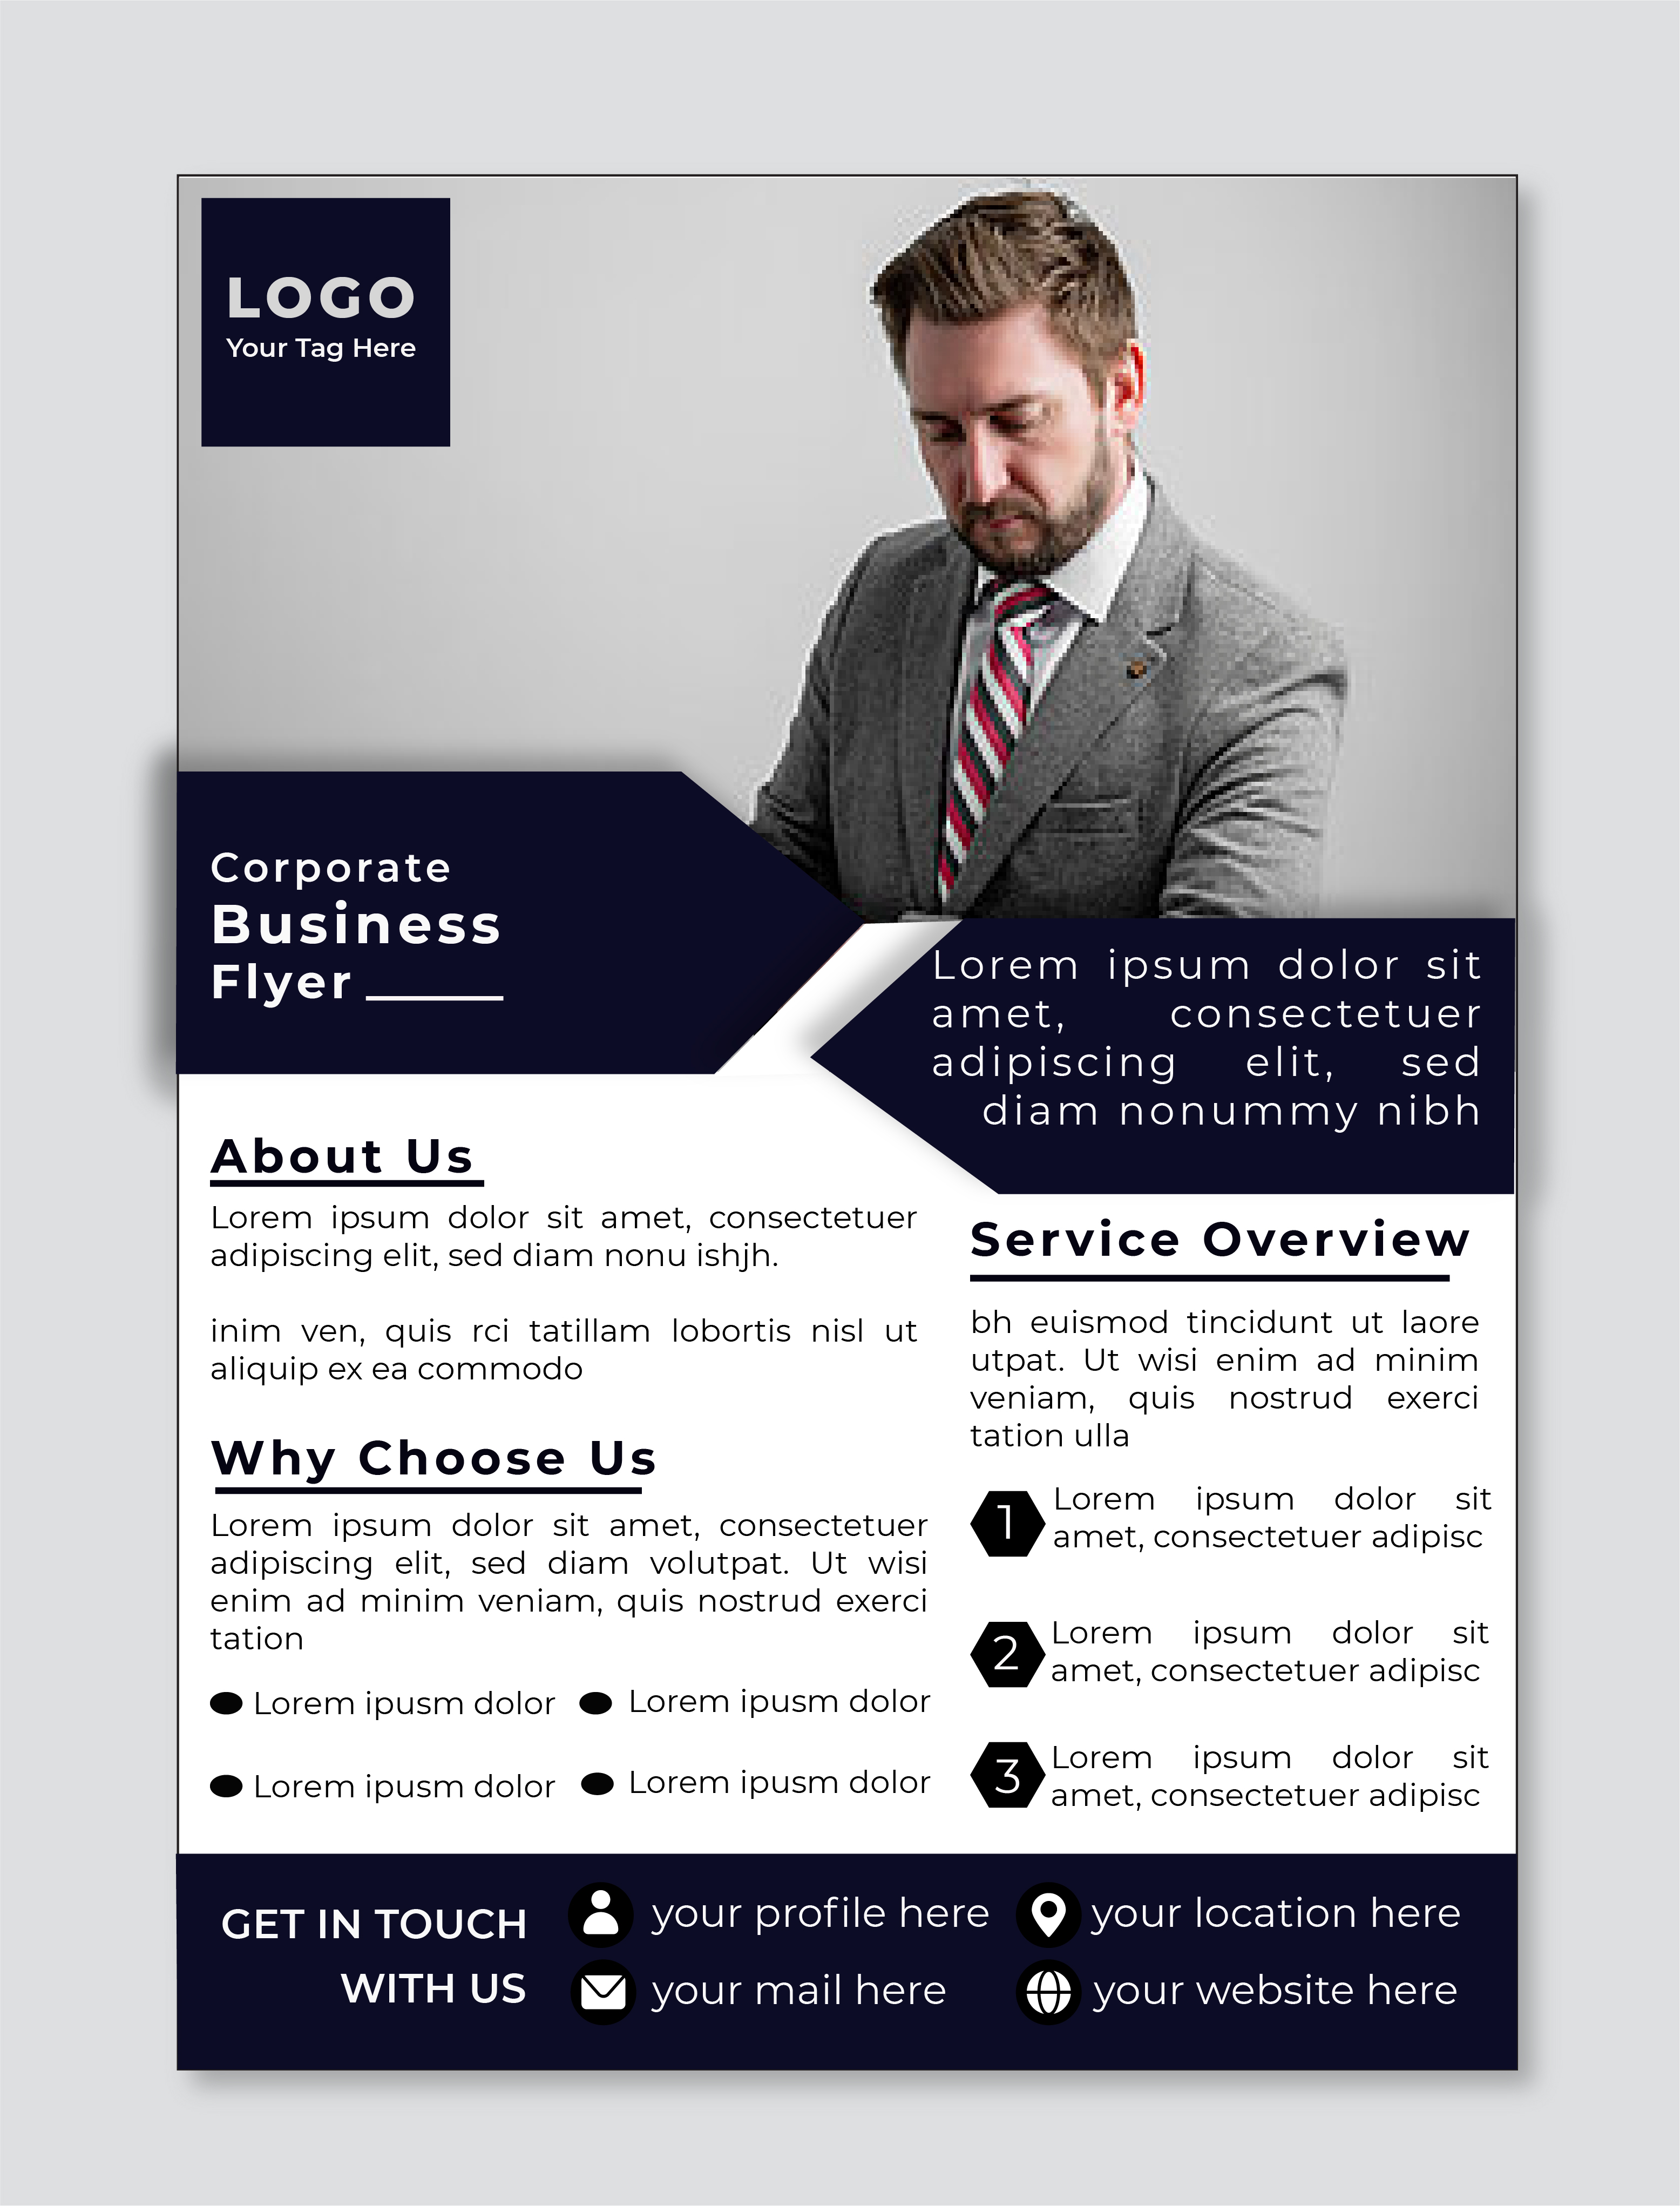 LOGO
Your Tag Here
Corporate
Business
Flyer
Lorem ipsum dolor sit
amet, consectetuer
adipiscing elit, sed
diam nonummy nibh
About Us
Lorem ipsum dolor sit amet, consectetuer
adipiscing elit, sed diam nonu ishjh.
inim ven, quis rci tatillam lobortis nisl ut
aliquip ex ea commodo
Why Choose Us
Lorem ipsum dolor sit amet, consectetuer
adipiscing elit, sed diam volutpat. Ut wisi
enim ad minim veniam, quis nostrud exerci
tation
Lorem ipusm dolor
Lorem ipusm dolor
Lorem ipusm dolor
Lorem ipusm dolor
Service Overview
bh euismod tincidunt ut laore
utpat. Ut wisi enim ad minim
veniam, quis nostrud exerci
tation ulla
1
Lorem ipsum dolor sit
amet, consectetuer adipisc
2
Lorem ipsum dolor sit
amet, consectetuer adipisc
3
Lorem ipsum dolor sit
amet, consectetuer adipisc
GET IN TOUCH
WITH US
your profile here
your location here
your mail here
your website here